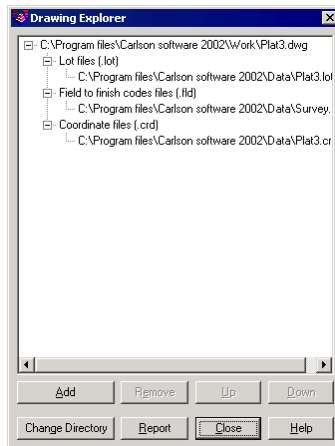 Drawing Explorer
C:\Program files\Carlson software 2002\Work\Plat3.dwg
Lot files (.lot)
C:\Program files\Carlson software 2002\Data\Plat3.lot
Field to finish codes files (.fld)
C:\Program files\Carlson software 2002\Data\Survey.
Coordinate files (.crd)
C:\Program files\Carlson software 2002\Data\Plat3.cr
Add Remove Up Down
Change Directory Report Close Help